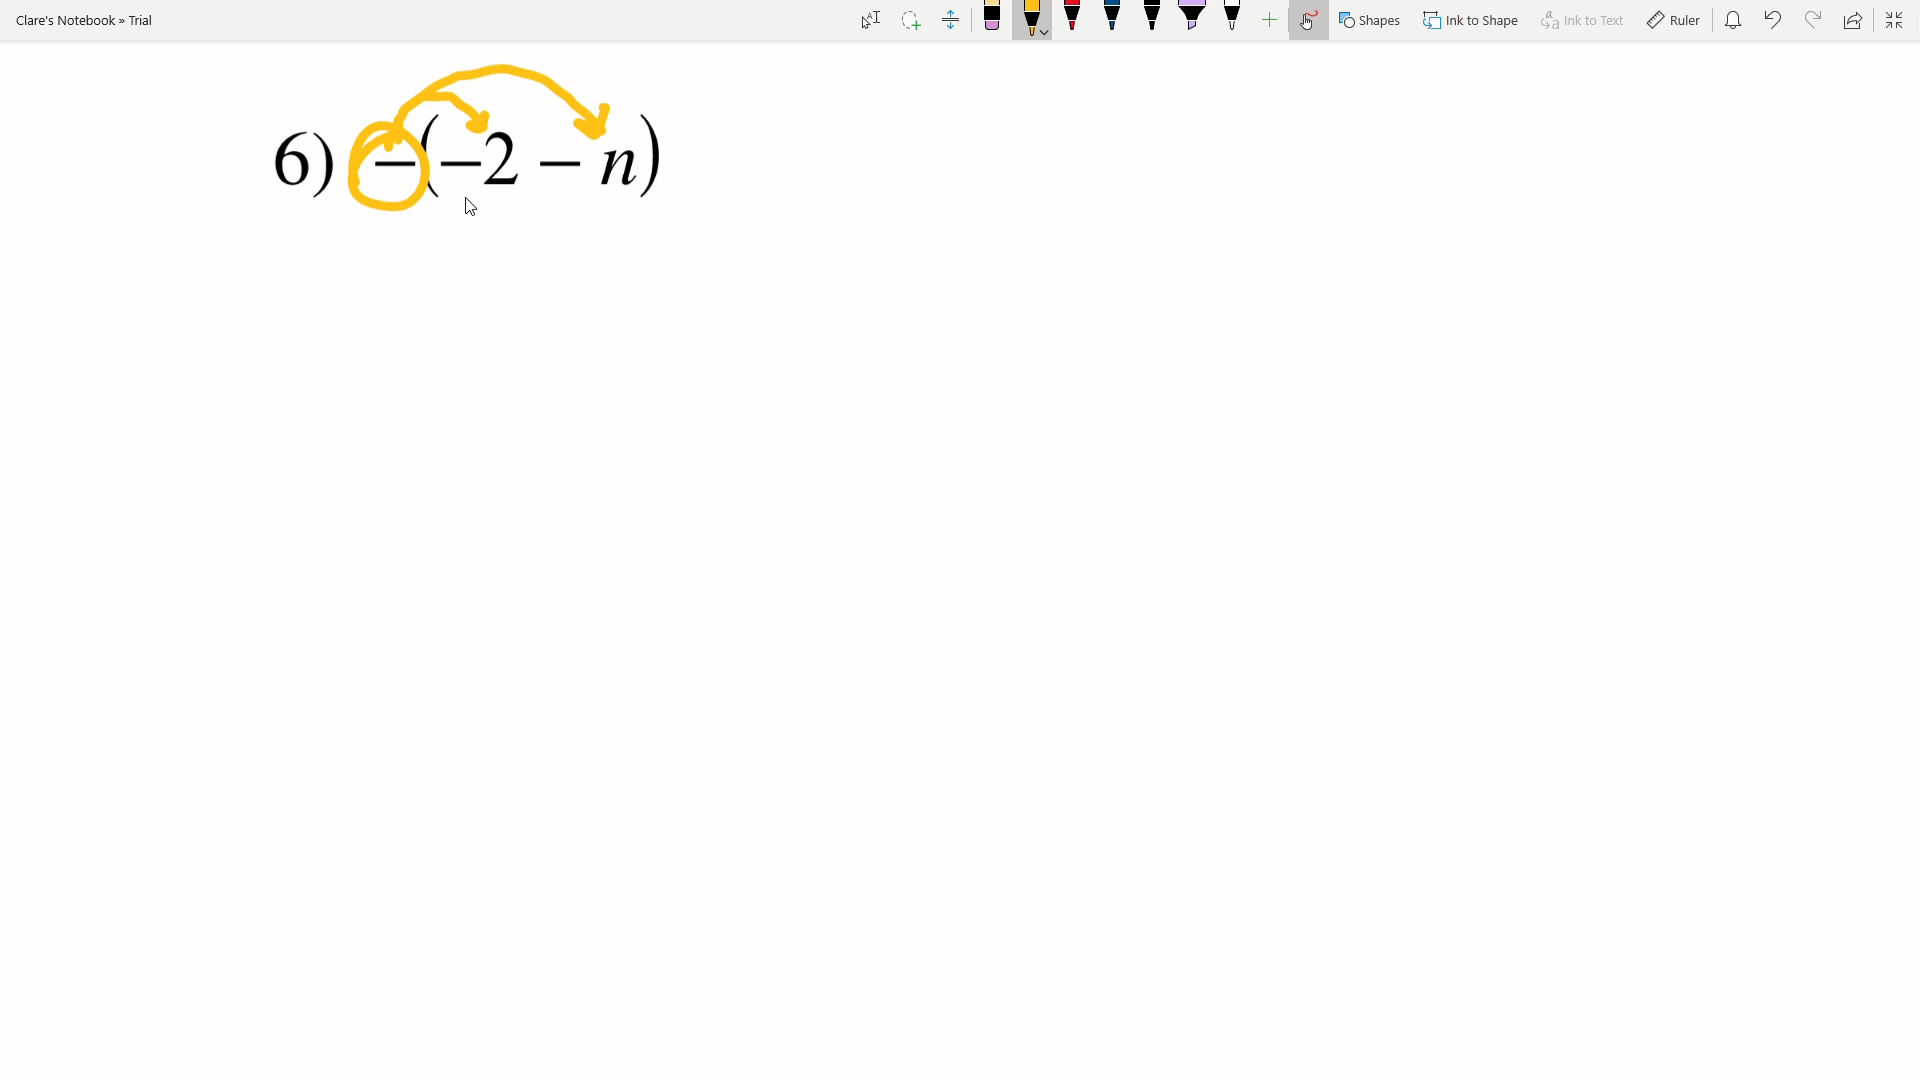 Clare's Notebook » Trial
Shapes
Ink to Shape
Ink to Text
Ruler
6) −(−2 − n)